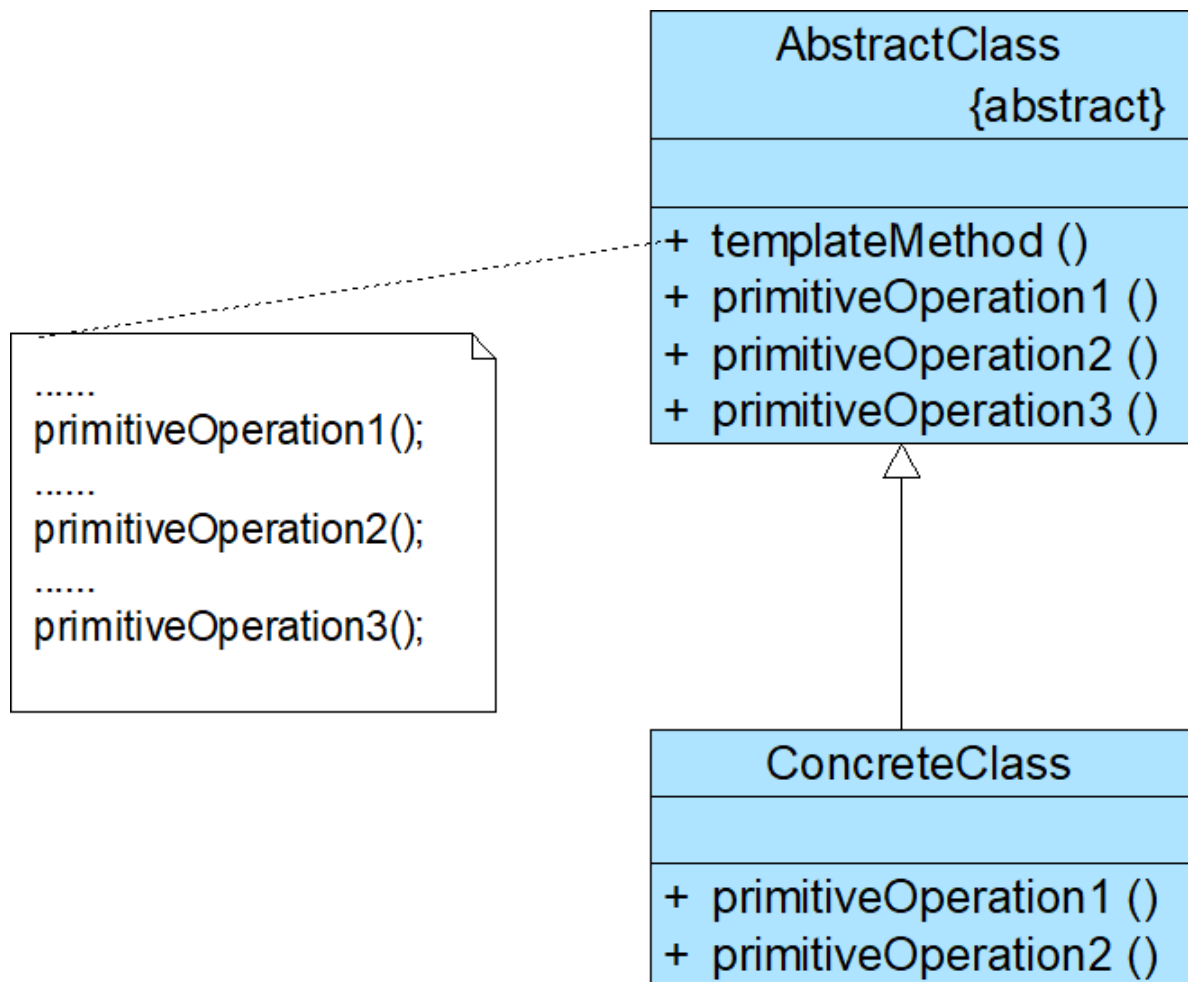 AbstractClass
{abstract}
+ templateMethod ()
+ primitiveOperation1 ()
+ primitiveOperation2 ()
+ primitiveOperation3 ()
......
primitiveOperation1();
......
primitiveOperation2();
......
primitiveOperation3();
ConcreteClass
+ primitiveOperation1 ()
+ primitiveOperation2 ()